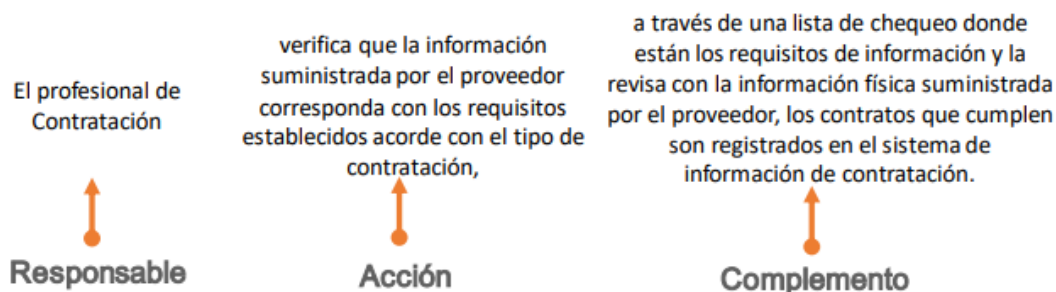 El profesional de
Contratación
verifica que la información
suministrada por el proveedor
corresponda con los requisitos
establecidos acorde con el tipo de
contratación,
a través de una lista de chequeo donde
están los requisitos de información y la
revisa con la información física suministrada
por el proveedor, los contratos que cumplen
son registrados en el sistema de
información de contratación.
Responsable
Acción
Complemento